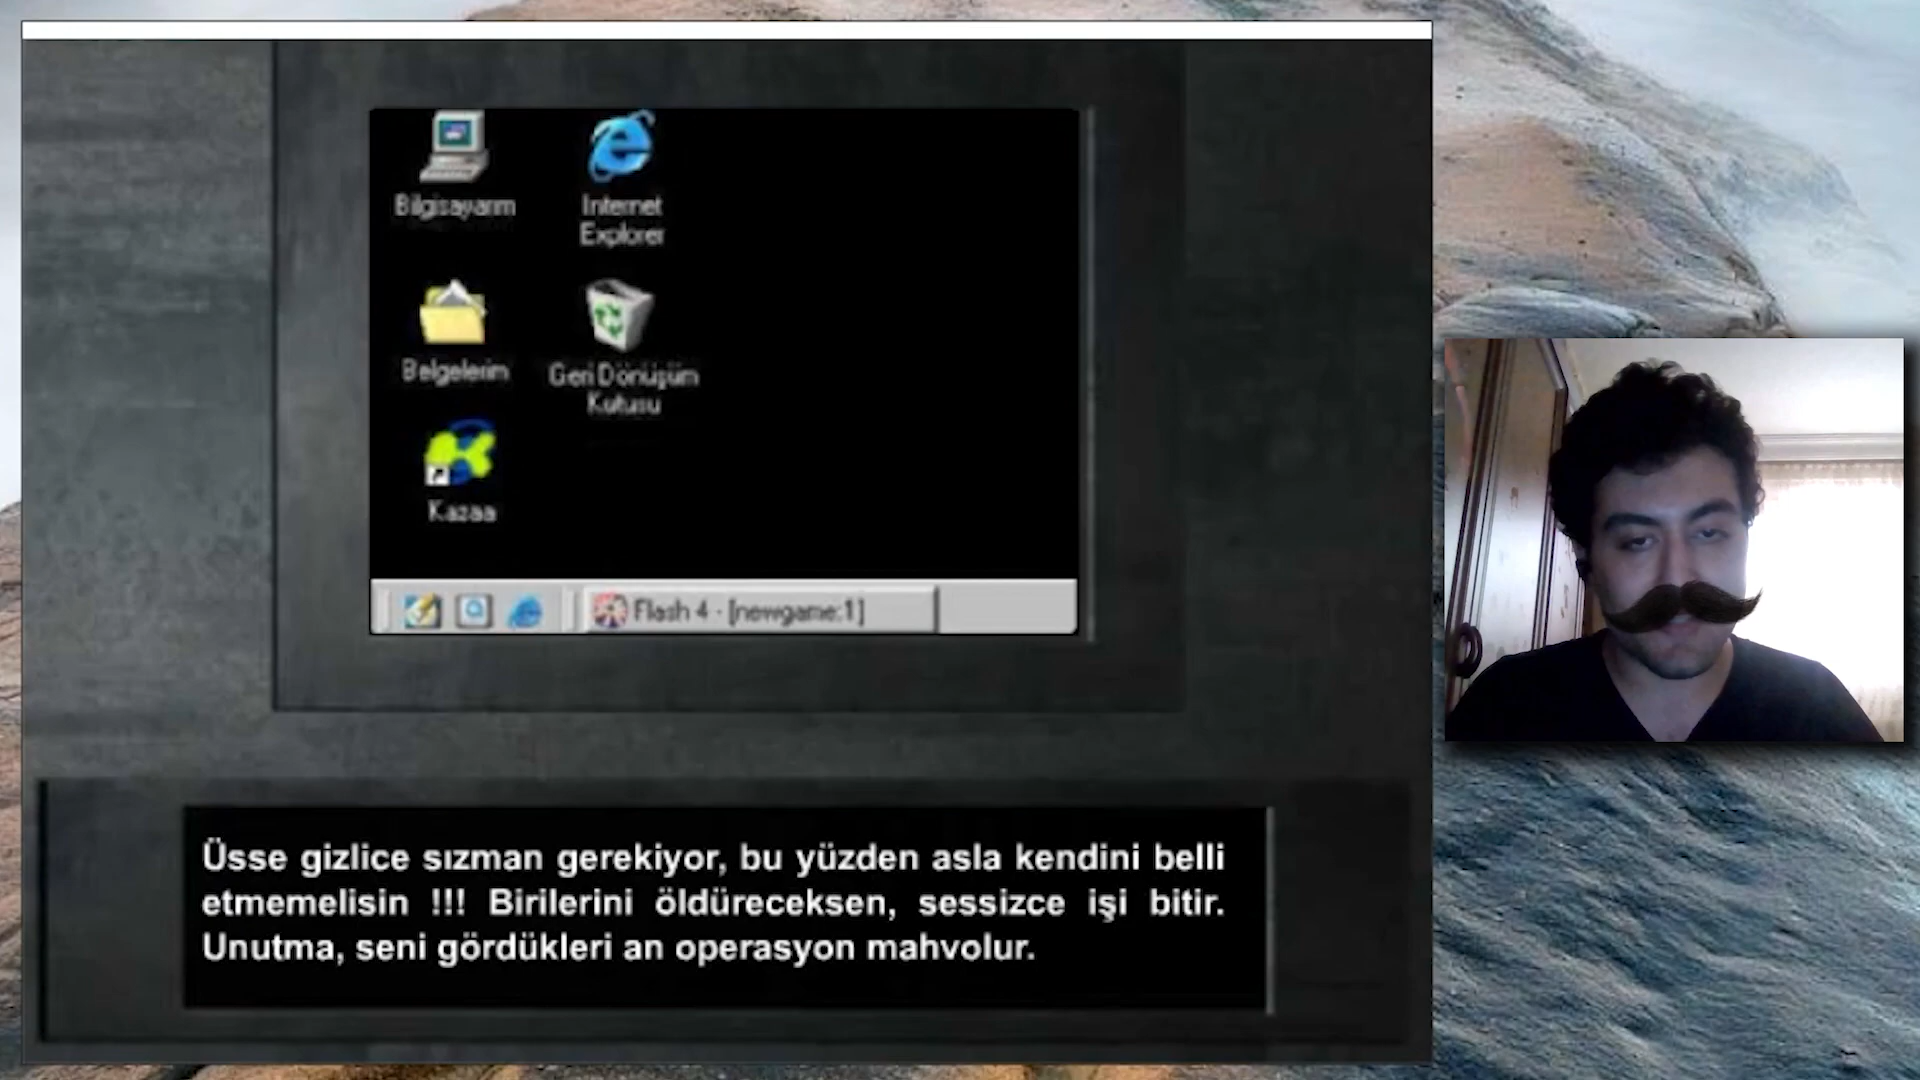 Bilgisayarım
Internet
Explorer
Belgelerim
Geri Dönüşüm
Kutusu
Kazaa
Flash 4 - [newgame:1]
Üsse gizlice sızman gerekiyor, bu yüzden asla kendini belli
etmemelisin !!! Birilerini öldüreceksen, sessizce işi bitir.
Unutma, seni gördükleri an operasyon mahvolur.